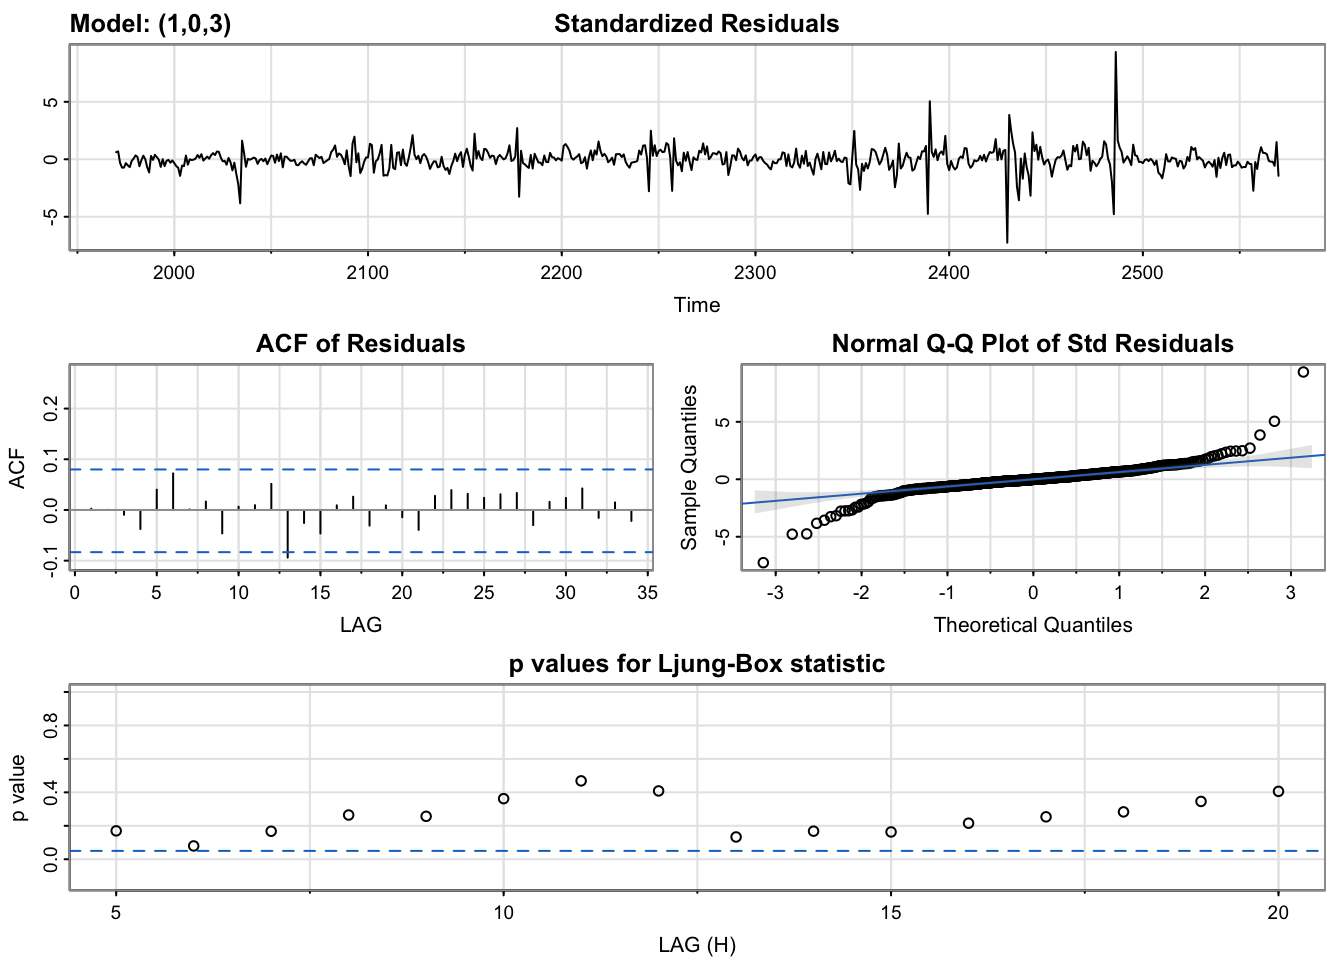 Model: (1,0,3) Standardized Residuals
5
0
-5
2000 2100 2200 2300 2400 2500
Time
ACF of Residuals
ACF
0.2
0.1
0.0
-0.1
0 5 10 15 20 25 30 35
LAG
Normal Q-Q Plot of Std Residuals
Sample Quantiles
5
0
-5
-3 -2 -1 0 1 2 3
Theoretical Quantiles
p values for Ljung-Box statistic
p value
0.8
0.4
0.0
5 10 15 20
LAG (H)